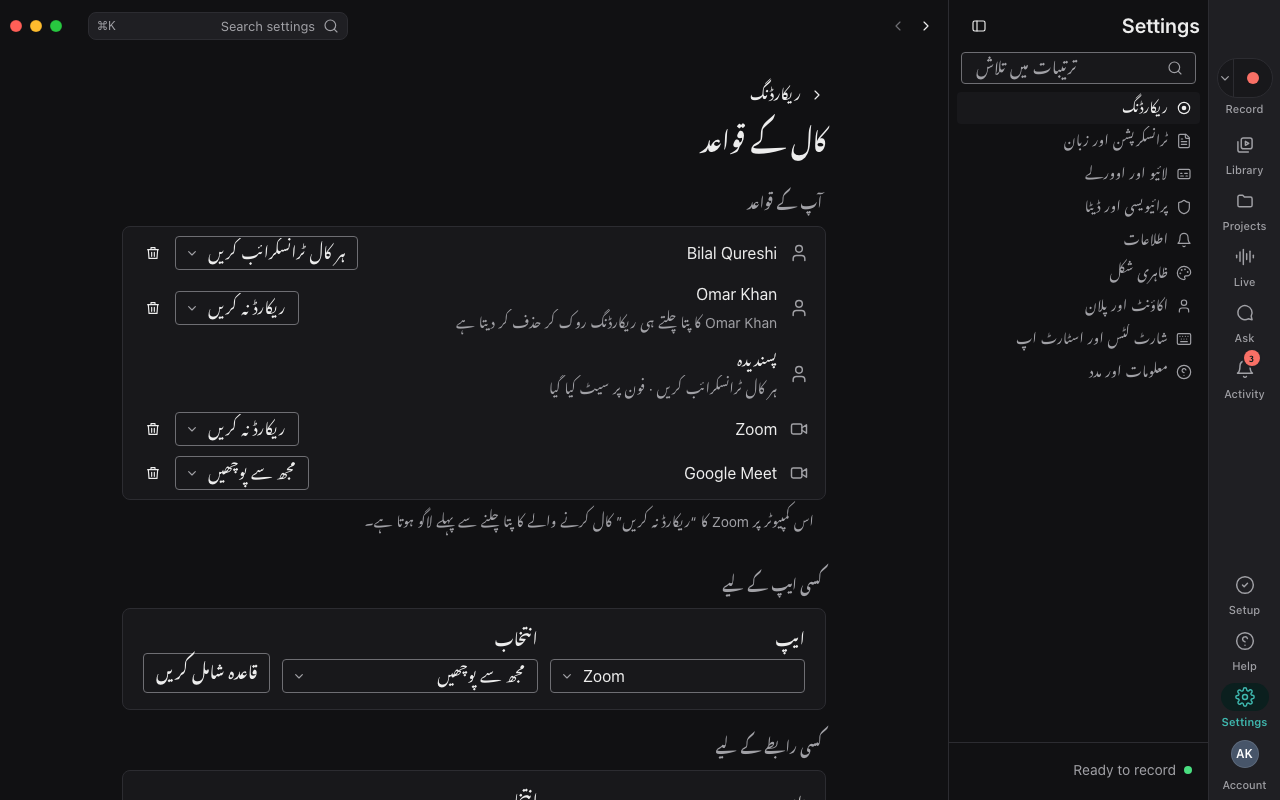 ⌘K
Search settings
Settings
ترتیبات میں تلاش
ریکارڈنگ
ٹرانسکرپشن اور زبان
لائیو اور اوورلے
پرائیویسی اور ڈیٹا
اطلاعات
ظاہری شکل
اکاؤنٹ اور پلان
شارٹ کٹس اور اسٹارٹ اپ
معلومات اور مدد
Ready to record
Record
Library
Projects
Live
Ask
3
Activity
Setup
Help
Settings
AK
Account
ریکارڈنگ
کال کے قواعد
آپ کے قواعد
Bilal Qureshi
ہر کال ٹرانسکرائب کریں
Omar Khan
Omar Khan کا پتا چلتے ہی ریکارڈنگ روک کر حذف کر دیتا ہے
ریکارڈ نہ کریں
پسندیدہ
ہر کال ٹرانسکرائب کریں · فون پر سیٹ کیا گیا
Zoom
ریکارڈ نہ کریں
Google Meet
مجھ سے پوچھیں
اس کمپیوٹر پر Zoom کا “ریکارڈ نہ کریں” کال کرنے والے کا پتا چلنے سے پہلے لاگو ہوتا ہے۔
کسی ایپ کے لیے
ایپ
انتخاب
Zoom
مجھ سے پوچھیں
قاعدہ شامل کریں
کسی رابطے کے لیے
انتخاب